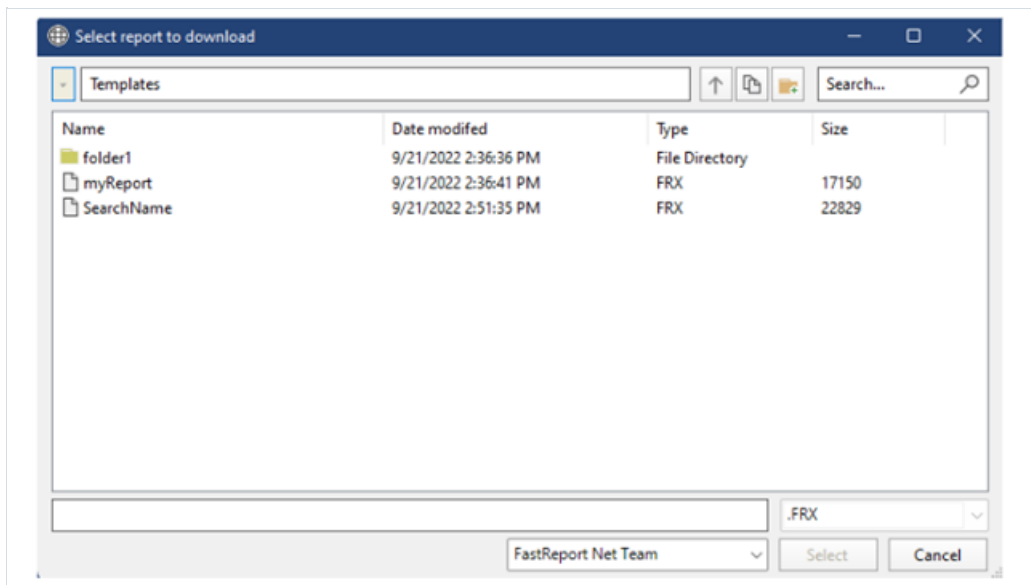 Select report to download
Templates Search...
Name Date modifed Type Size
folder1 9/21/2022 2:36:36 PM File Directory
myReport 9/21/2022 2:36:41 PM FRX 17150
SearchName 9/21/2022 2:51:35 PM FRX 22829
.FRX
FastReport Net Team Select Cancel